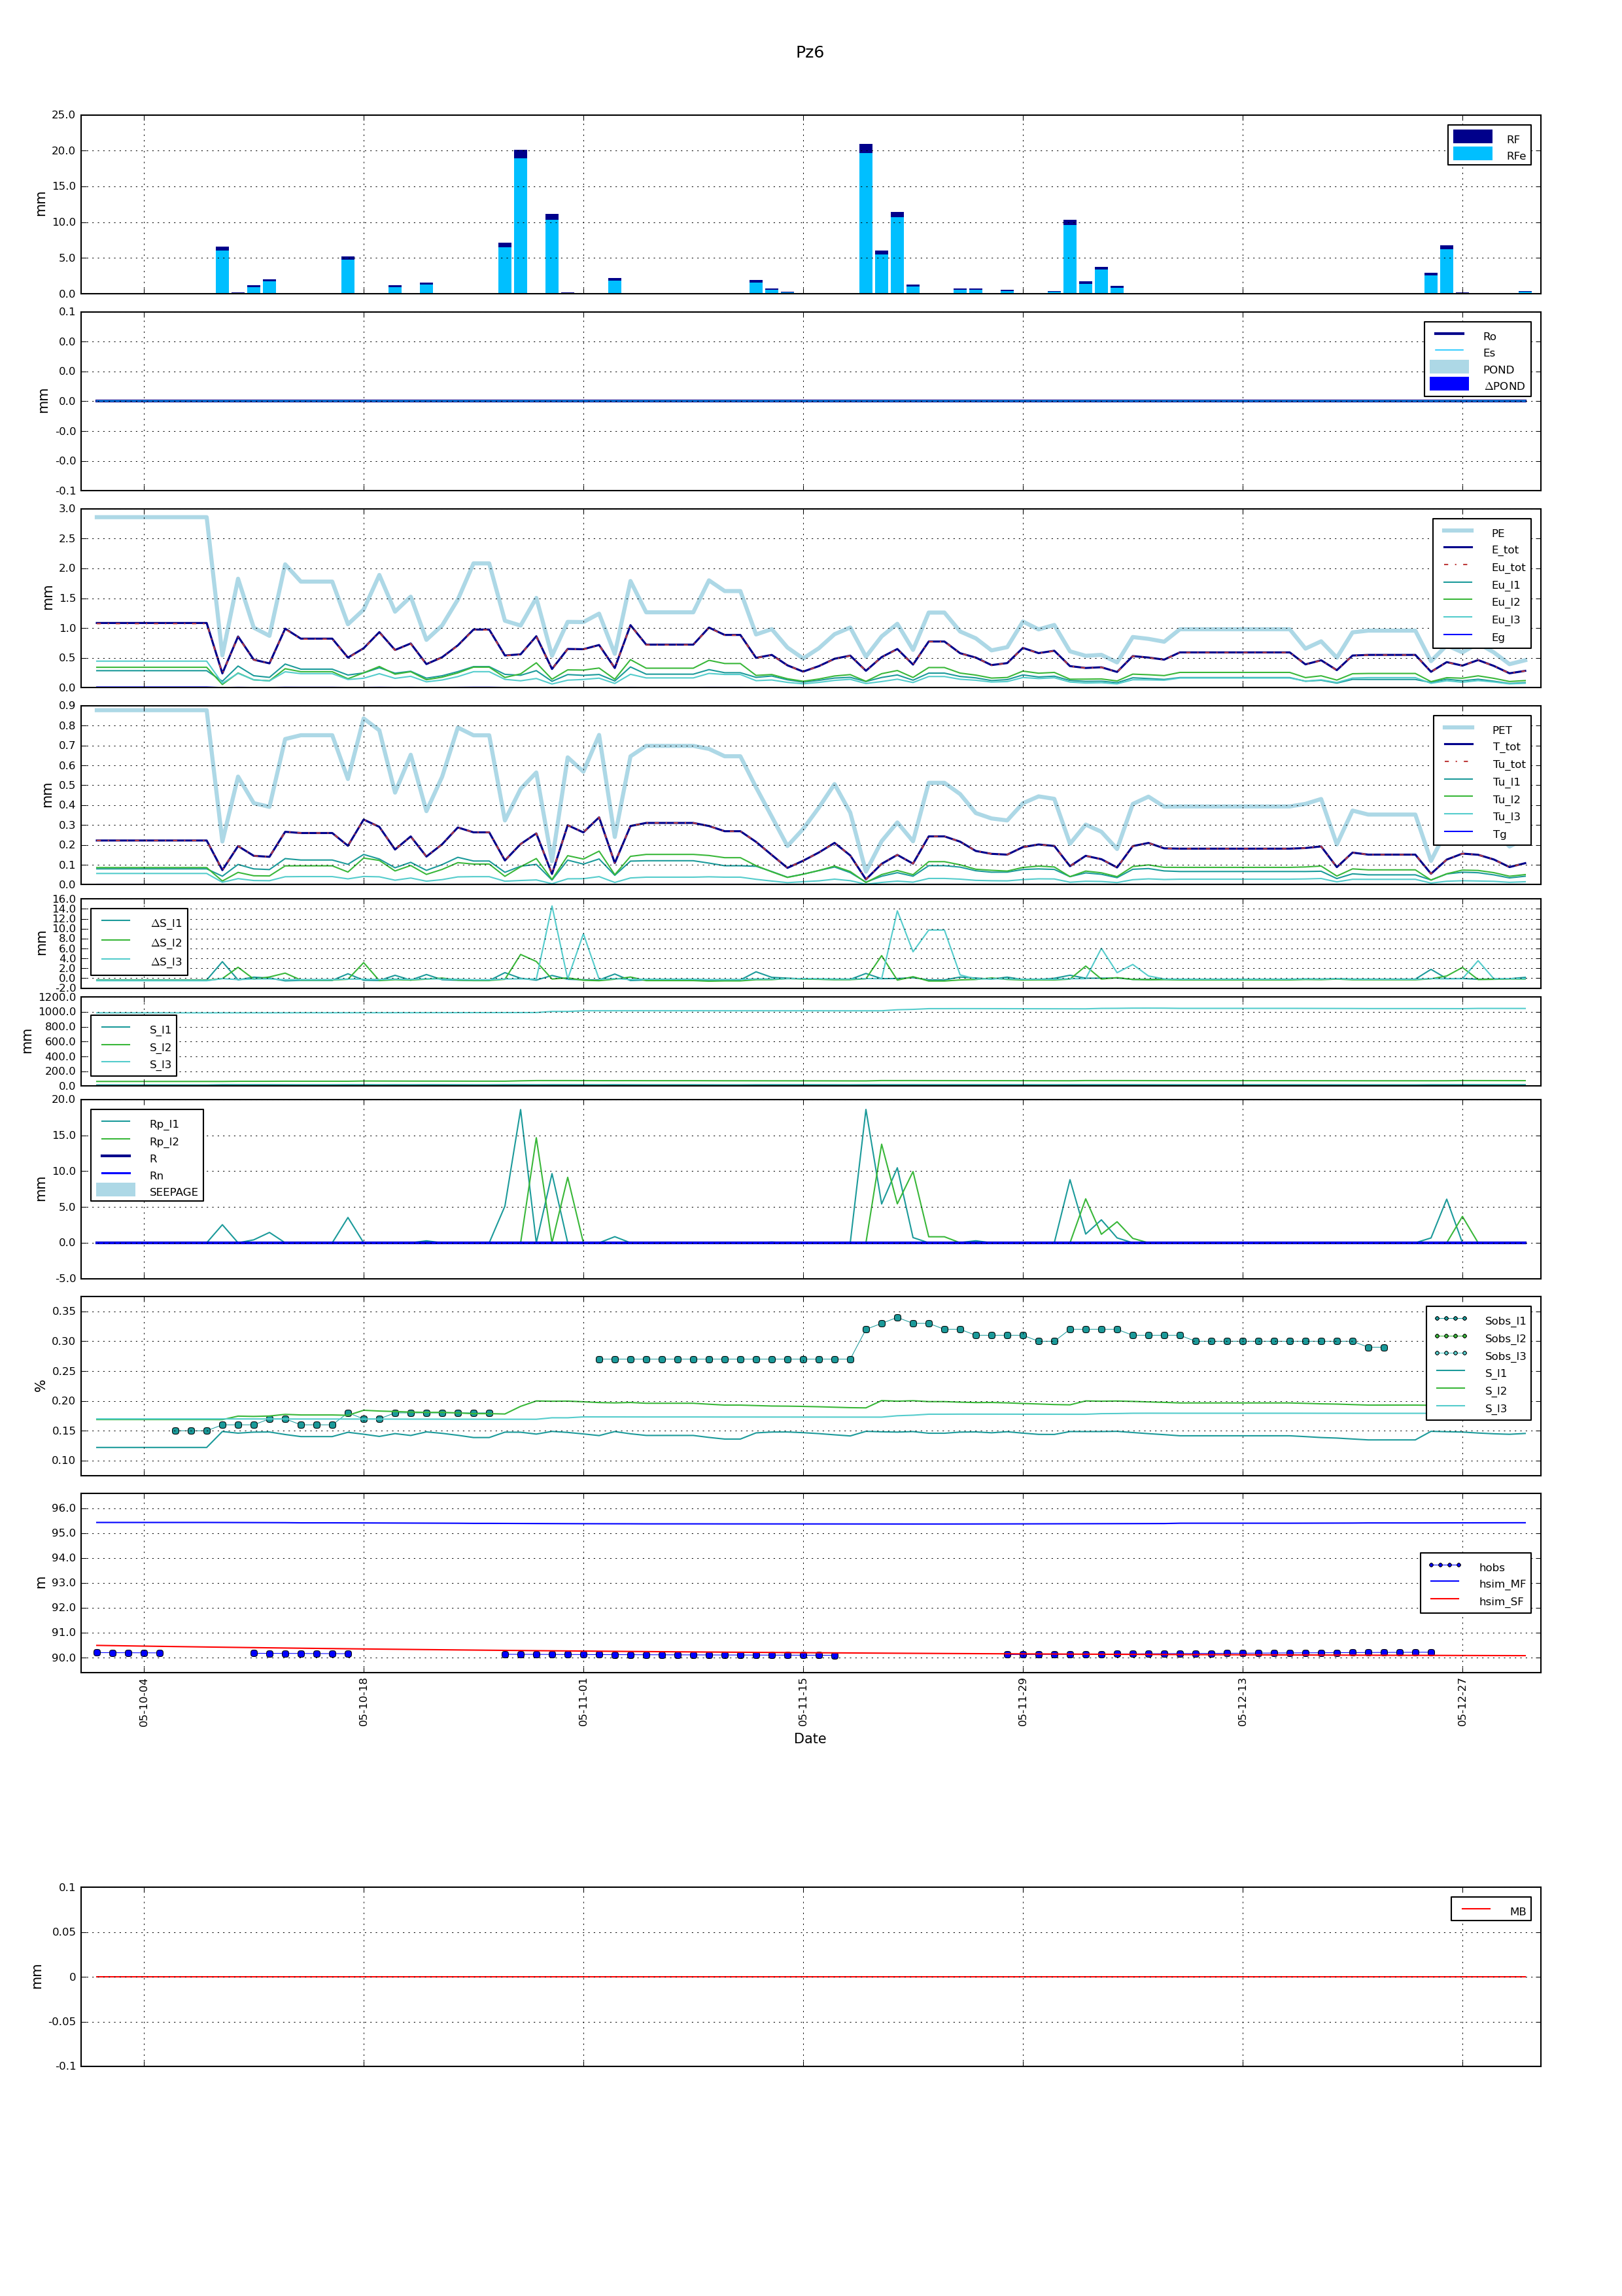 Pz6
25.0
20.0
15.0
10.0
5.0
0.0
mm
RF
RFe
0.1
0.0
0.0
0.0
-0.0
-0.0
-0.1
mm
Ro
Es
POND
ΔPOND
3.0
2.5
2.0
1.5
1.0
0.5
0.0
mm
PE
E_tot
Eu_tot
Eu_l1
Eu_l2
Eu_l3
Eg
0.9
0.8
0.7
0.6
0.5
0.4
0.3
0.2
0.1
0.0
mm
PET
T_tot
Tu_tot
Tu_l1
Tu_l2
Tu_l3
Tg
16.0
14.0
12.0
10.0
8.0
6.0
4.0
2.0
0.0
-2.0
mm
ΔS_l1
ΔS_l2
ΔS_l3
1200.0
1000.0
800.0
600.0
400.0
200.0
0.0
mm
S_l1
S_l2
S_l3
20.0
15.0
10.0
5.0
0.0
-5.0
mm
Rp_l1
Rp_l2
R
Rn
SEEPAGE
0.35
0.30
0.25
0.20
0.15
0.10
%
Sobs_l1
Sobs_l2
Sobs_l3
S_l1
S_l2
S_l3
96.0
95.0
94.0
93.0
92.0
91.0
90.0
m
hobs
hsim_MF
hsim_SF
05-10-04
05-10-18
05-11-01
05-11-15
05-11-29
05-12-13
05-12-27
Date
0.1
0.05
0
-0.05
-0.1
mm
MB